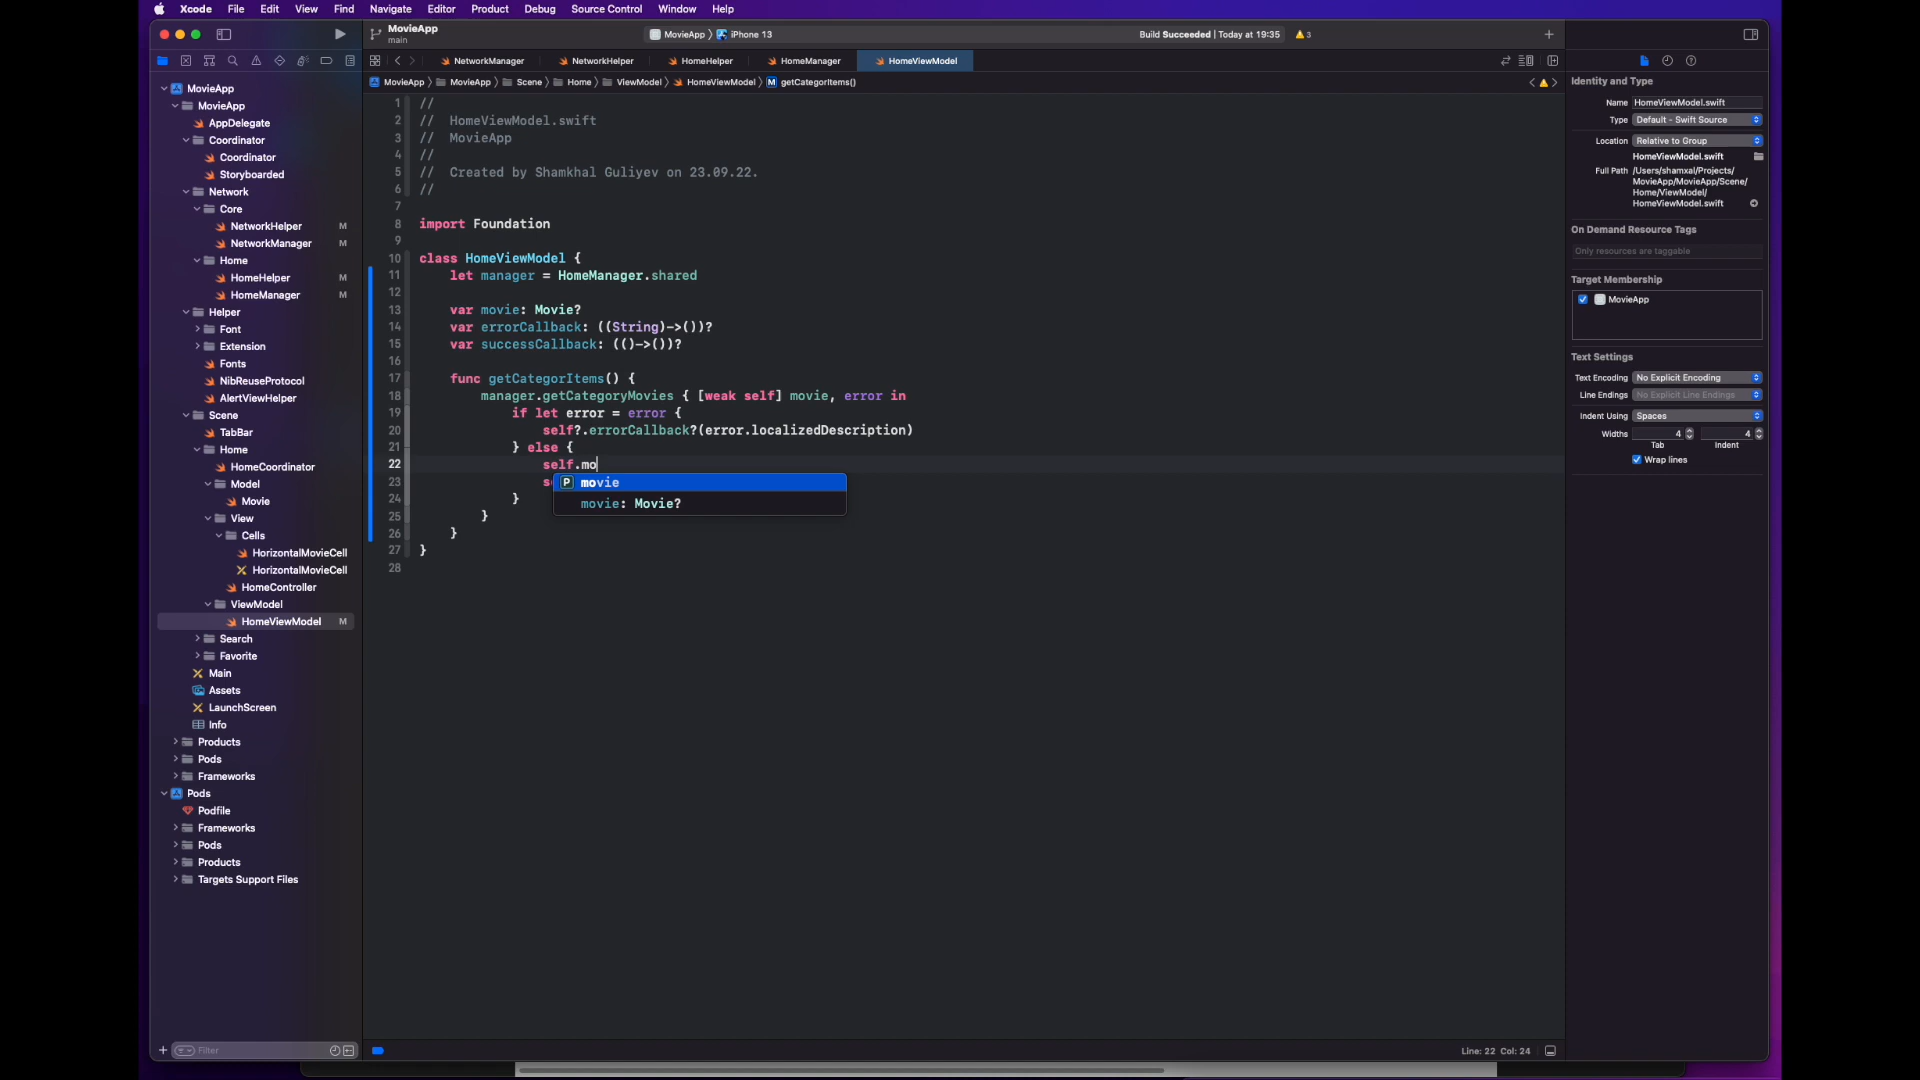 Xcode File Edit View Find Navigate Editor Product Debug Source Control Window Help
MovieApp
main
MovieApp 〉 iPhone 13
Build Succeeded | Today at 19:35
3
NetworkManager NetworkHelper HomeHelper HomeManager HomeViewModel
MovieApp 〉 MovieApp 〉 Scene 〉 Home 〉 ViewModel 〉 HomeViewModel 〉 M getCategorItems()
MovieApp
MovieApp
AppDelegate
Coordinator
Coordinator
Storyboarded
Network
Core
NetworkHelper M
NetworkManager M
Home
HomeHelper M
HomeManager M
Helper
Font
Extension
Fonts
NibReuseProtocol
AlertViewHelper
Scene
TabBar
Home
HomeCoordinator
Model
Movie
View
Cells
HorizontalMovieCell
HorizontalMovieCell
HomeController
ViewModel
HomeViewModel M
Search
Favorite
Main
Assets
LaunchScreen
Info
Products
Pods
Frameworks
Pods
Podfile
Frameworks
Pods
Products
Targets Support Files
Filter
1 //
2 //  HomeViewModel.swift
3 //  MovieApp
4 //
5 //  Created by Shamkhal Guliyev on 23.09.22.
6 //
7
8 import Foundation
9
10 class HomeViewModel {
11     let manager = HomeManager.shared
12
13     var movie: Movie?
14     var errorCallback: ((String)->())?
15     var successCallback: (()->())?
16
17     func getCategorItems() {
18         manager.getCategoryMovies { [weak self] movie, error in
19             if let error = error {
20                 self?.errorCallback?(error.localizedDescription)
21             } else {
22                 self.mo
23                 s
P movie
movie: Movie?
24             }
25         }
26     }
27 }
28
Line: 22 Col: 24
Identity and Type
Name HomeViewModel.swift
Type Default - Swift Source
Location Relative to Group
HomeViewModel.swift
Full Path /Users/shamxal/Projects/
MovieApp/MovieApp/Scene/
Home/ViewModel/
HomeViewModel.swift
On Demand Resource Tags
Only resources are taggable
Target Membership
MovieApp
Text Settings
Text Encoding No Explicit Encoding
Line Endings No Explicit Line Endings
Indent Using Spaces
Widths 4 4
Tab Indent
Wrap lines